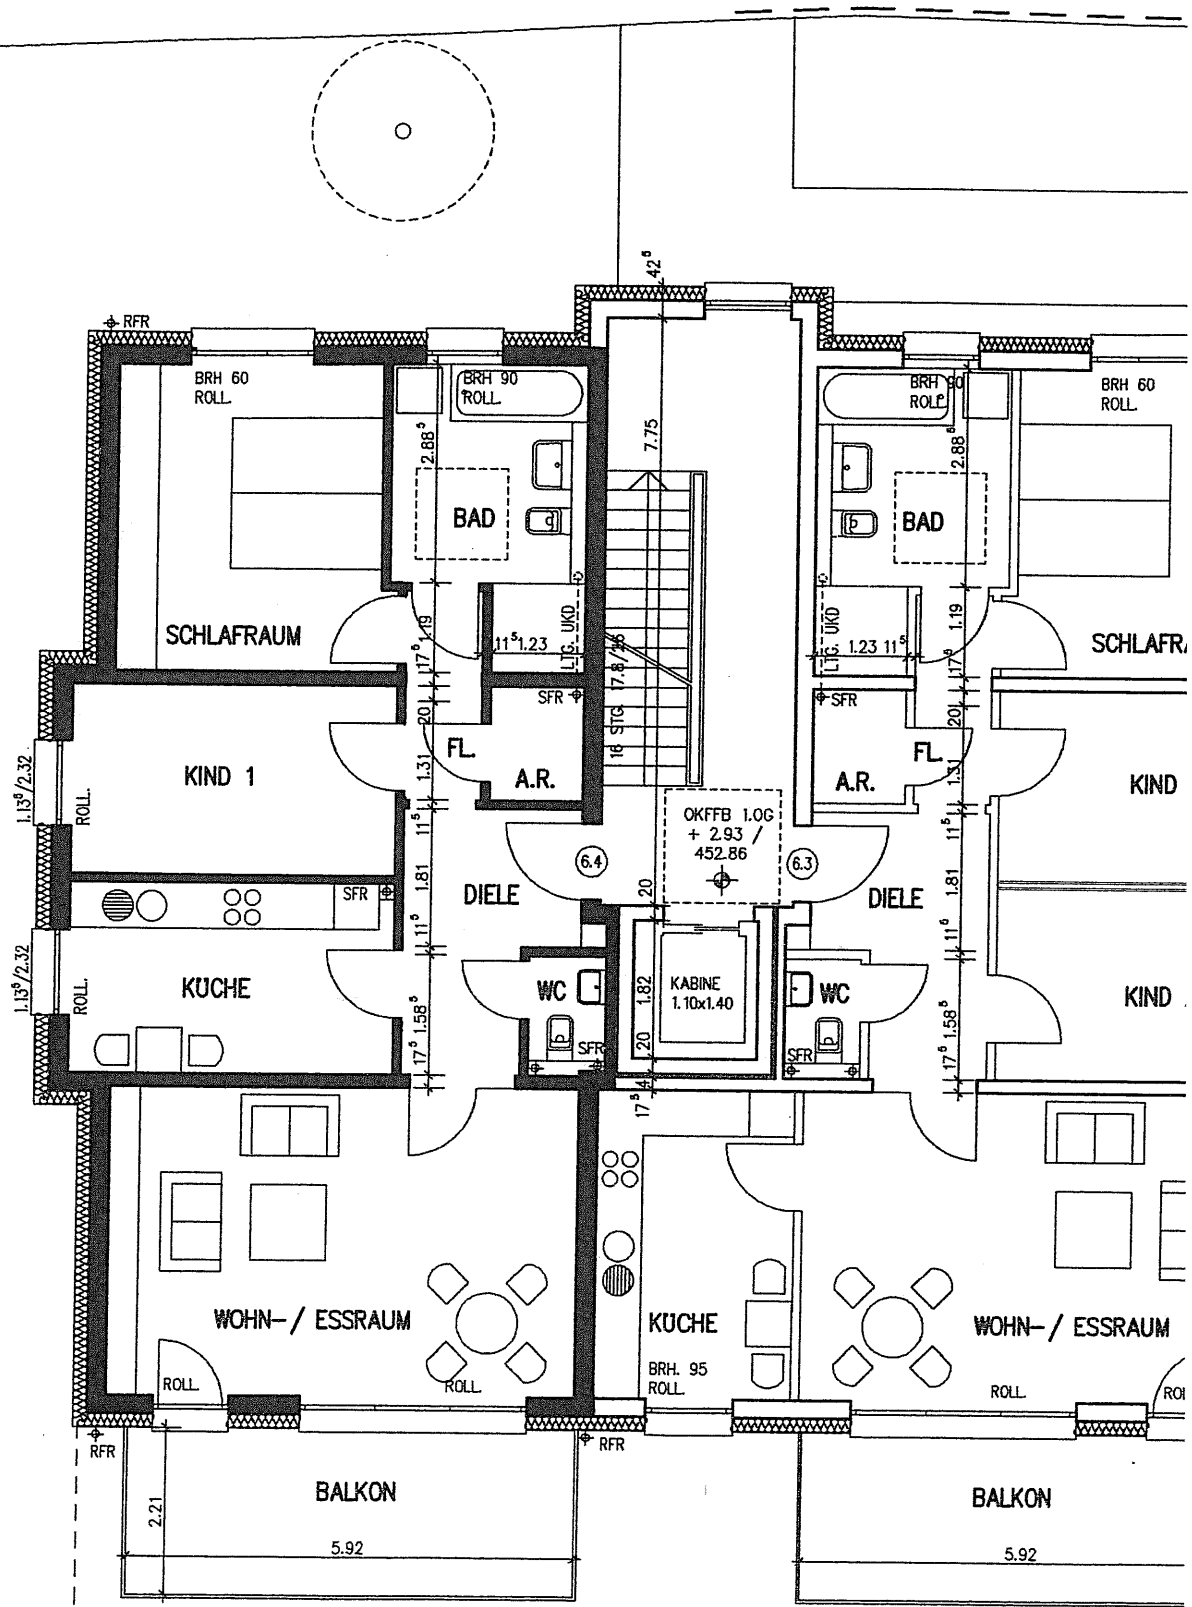 42⁵
RFR
BRH 60
ROLL.
BRH 90
ROLL.
BRH 90
ROLL.
BRH 60
ROLL.
7.75
2.88⁵
2.88⁵
BAD
BAD
SCHLAFRAUM
1.19
17⁵
11⁵ 1.23
LTG. UKD
16 STG. 17.8/
LTG. UKD
1.23 11⁵
1.19
17⁵
SCHLAFRA
SFR
SFR
20
20
FL.
FL.
KIND 1
A.R.
A.R.
KIND
1.13⁵/2.32
ROLL.
1.31
1.31
OKFFB 1.OG
+ 2.93 /
452.86
11⁵
11⁵
6.4
6.3
SFR
DIELE
DIELE
1.81
1.81
20
11⁵
11⁵
1.13⁵/2.32
ROLL.
KÜCHE
WC
KABINE
1.10x1.40
WC
KIND
1.82
1.58⁵
1.58⁵
SFR
SFR
20
17⁵
17⁵
17⁵ 4
WOHN-/ ESSRAUM
KÜCHE
WOHN-/ ESSRAUM
BRH. 95
ROLL.
ROLL.
ROLL.
ROLL.
ROL
RFR
RFR
BALKON
BALKON
2.21
5.92
5.92